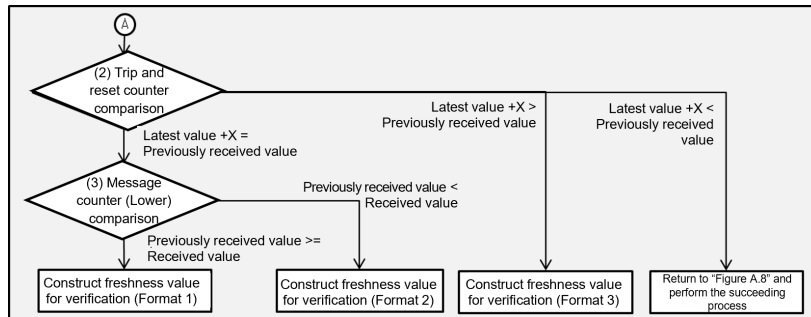 A
(2) Trip and
reset counter
comparison
Latest value +X >
Previously received value
Latest value +X <
Previously received
value
Latest value +X =
Previously received value
(3) Message
counter (Lower)
comparison
Previously received value <
Received value
Previously received value >=
Received value
Construct freshness value
for verification (Format 1)
Construct freshness value
for verification (Format 2)
Construct freshness value
for verification (Format 3)
Return to "Figure A.8" and
perform the succeeding
process